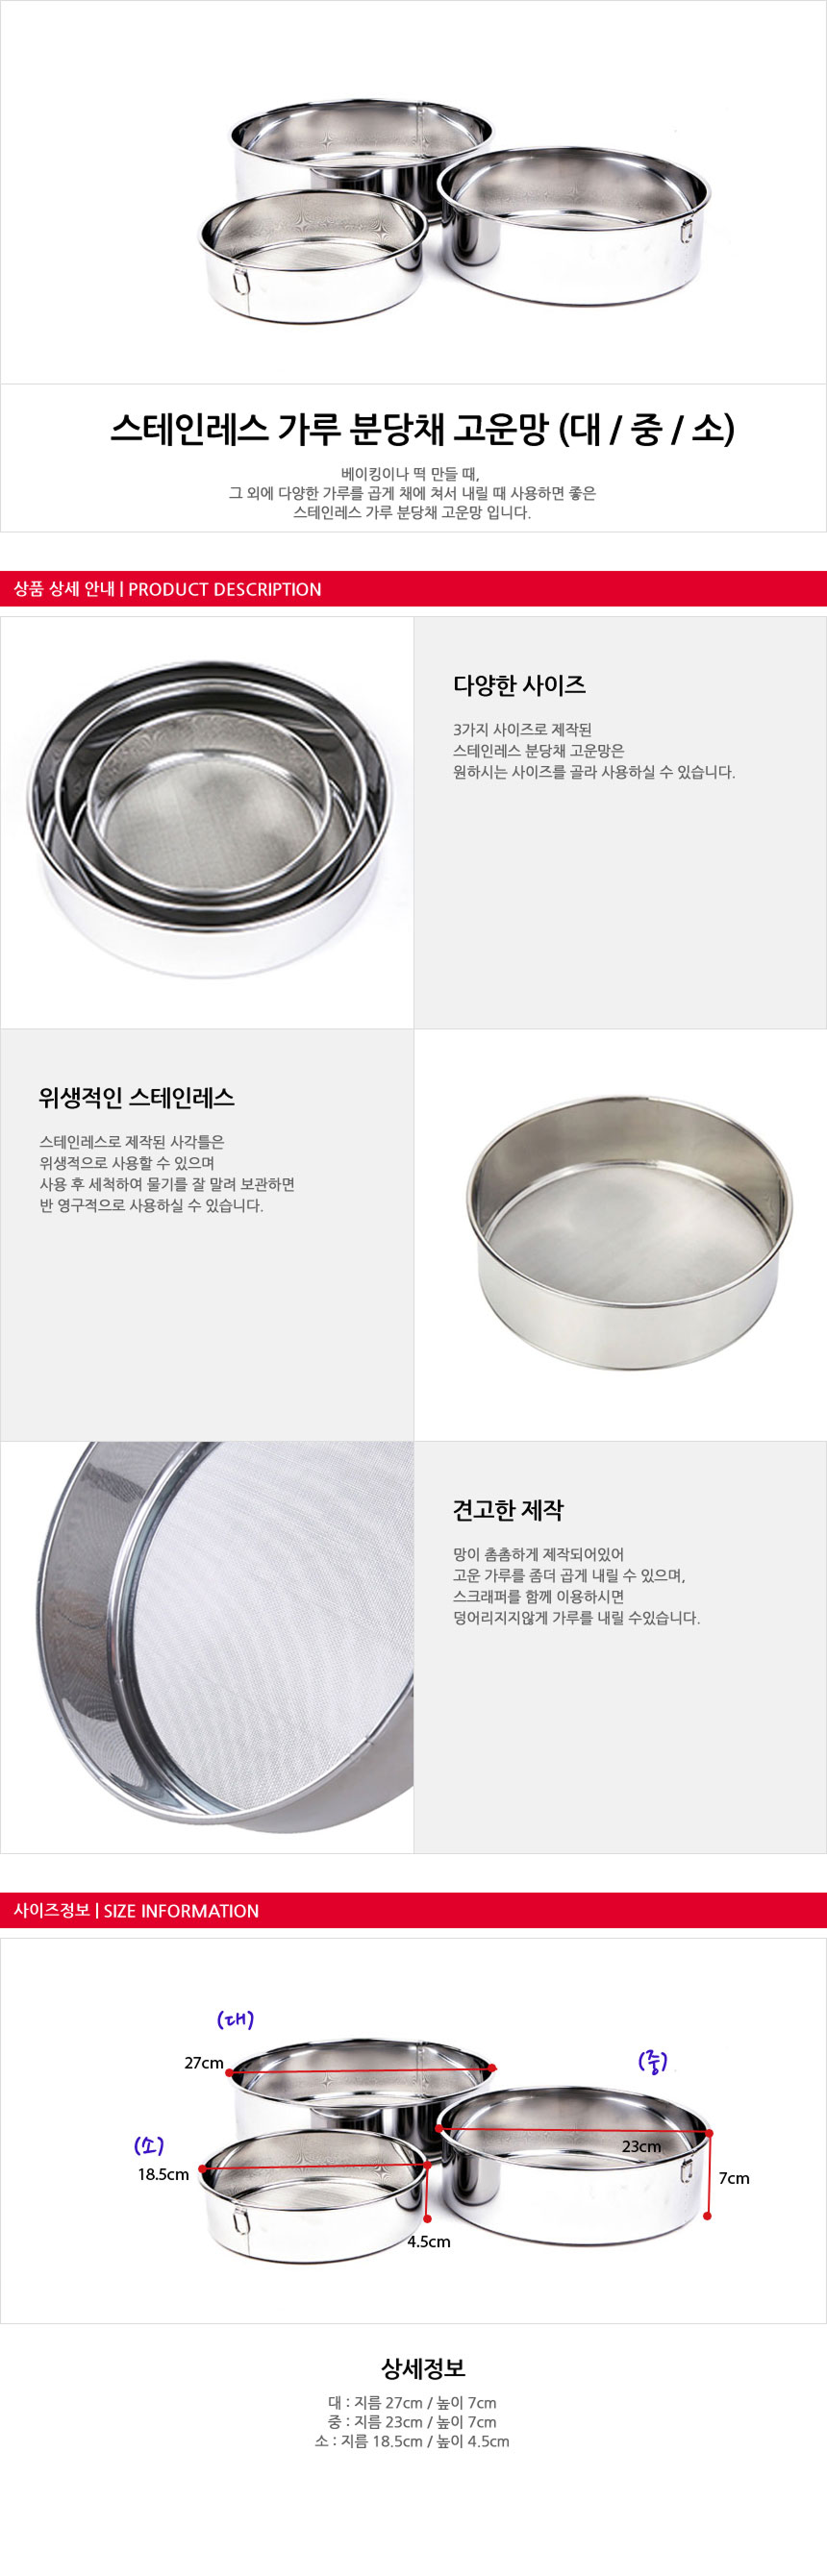 스테인레스 가루 분당채 고운망 (대 / 중 / 소)
베이킹이나 떡 만들 때,
그 외에 다양한 가루를 곱게 채에 쳐서 내릴 때 사용하면 좋은
스테인레스 가루 분당채 고운망 입니다.
상품 상세 안내 | PRODUCT DESCRIPTION
다양한 사이즈
3가지 사이즈로 제작된
스테인레스 분당채 고운망은
원하시는 사이즈를 골라 사용하실 수 있습니다.
위생적인 스테인레스
스테인레스로 제작된 사각틀은
위생적으로 사용할 수 있으며
사용 후 세척하여 물기를 잘 말려 보관하면
반 영구적으로 사용하실 수 있습니다.
견고한 제작
망이 촘촘하게 제작되어있어
고운 가루를 좀더 곱게 내릴 수 있으며,
스크래퍼를 함께 이용하시면
덩어리지지않게 가루를 내릴 수있습니다.
사이즈정보 | SIZE INFORMATION
(대)
27cm
(중)
(소)
23cm
18.5cm
7cm
4.5cm
상세정보
대 : 지름 27cm / 높이 7cm
중 : 지름 23cm / 높이 7cm
소 : 지름 18.5cm / 높이 4.5cm